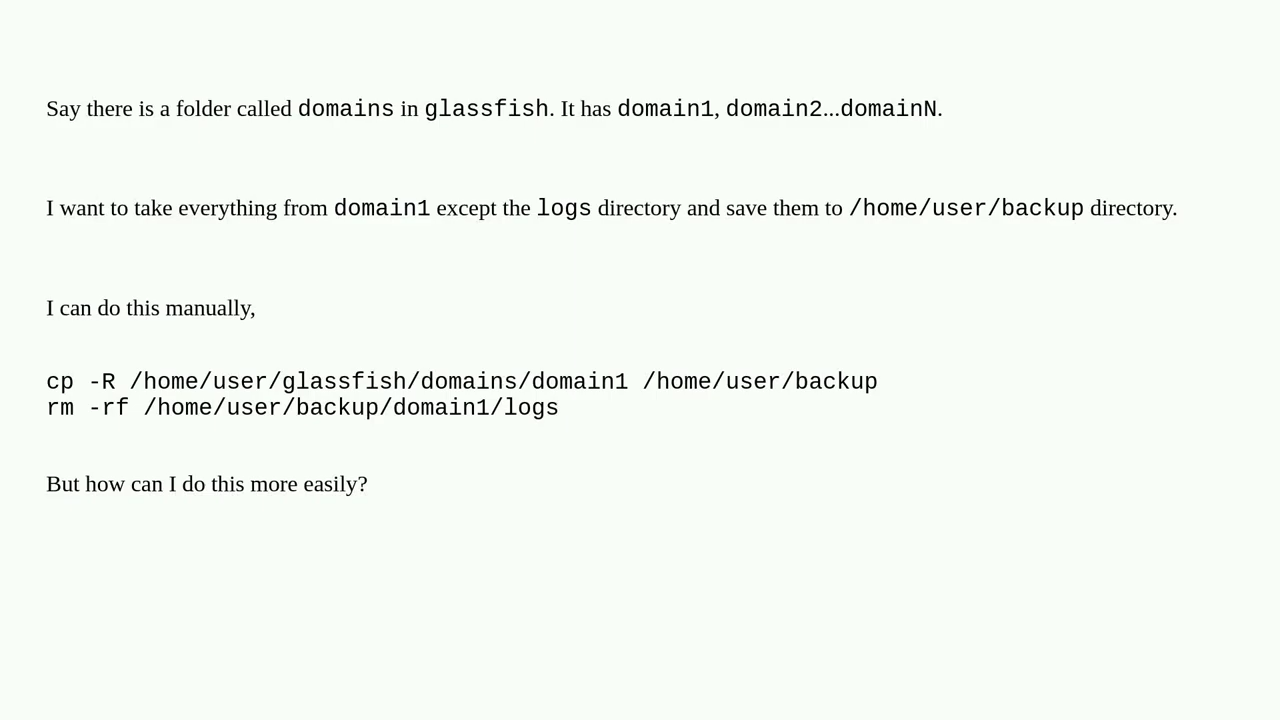 Say there is a folder called domains in glassfish. It has domain1, domain2...domainN.
I want to take everything from domain1 except the logs directory and save them to /home/user/backup directory.
I can do this manually,
cp -R /home/user/glassfish/domains/domain1 /home/user/backup
rm -rf /home/user/backup/domain1/logs
But how can I do this more easily?